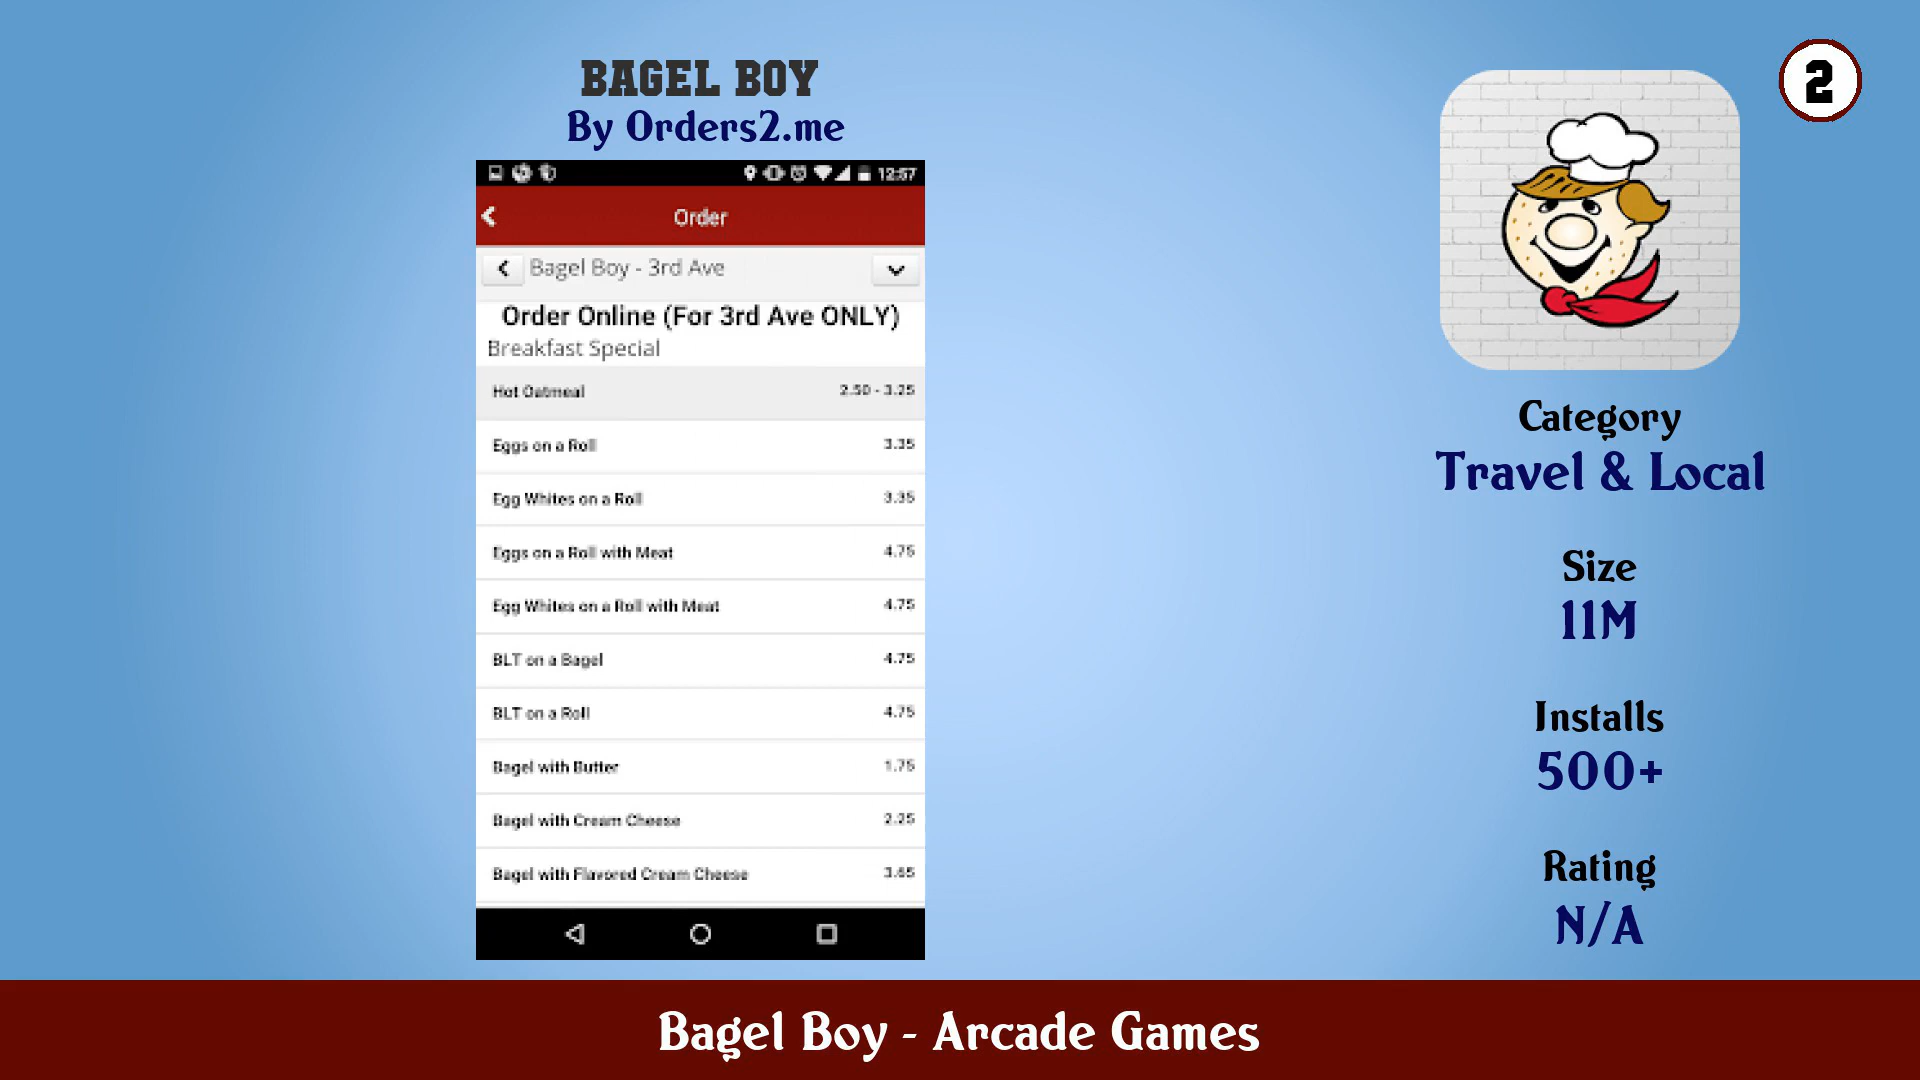 BAGEL BOY
By Orders2.me
12:57
Order
Bagel Boy - 3rd Ave
Order Online (For 3rd Ave ONLY)
Breakfast Special
Hot Oatmeal 2.50 - 3.25
Eggs on a Roll 3.35
Egg Whites on a Roll 3.35
Eggs on a Roll with Meat 4.75
Egg Whites on a Roll with Meat 4.75
BLT on a Bagel 4.75
BLT on a Roll 4.75
Bagel with Butter 1.75
Bagel with Cream Cheese 2.25
Bagel with Flavored Cream Cheese 3.65
2
Category
Travel & Local
Size
11M
Installs
500+
Rating
N/A
Bagel Boy - Arcade Games